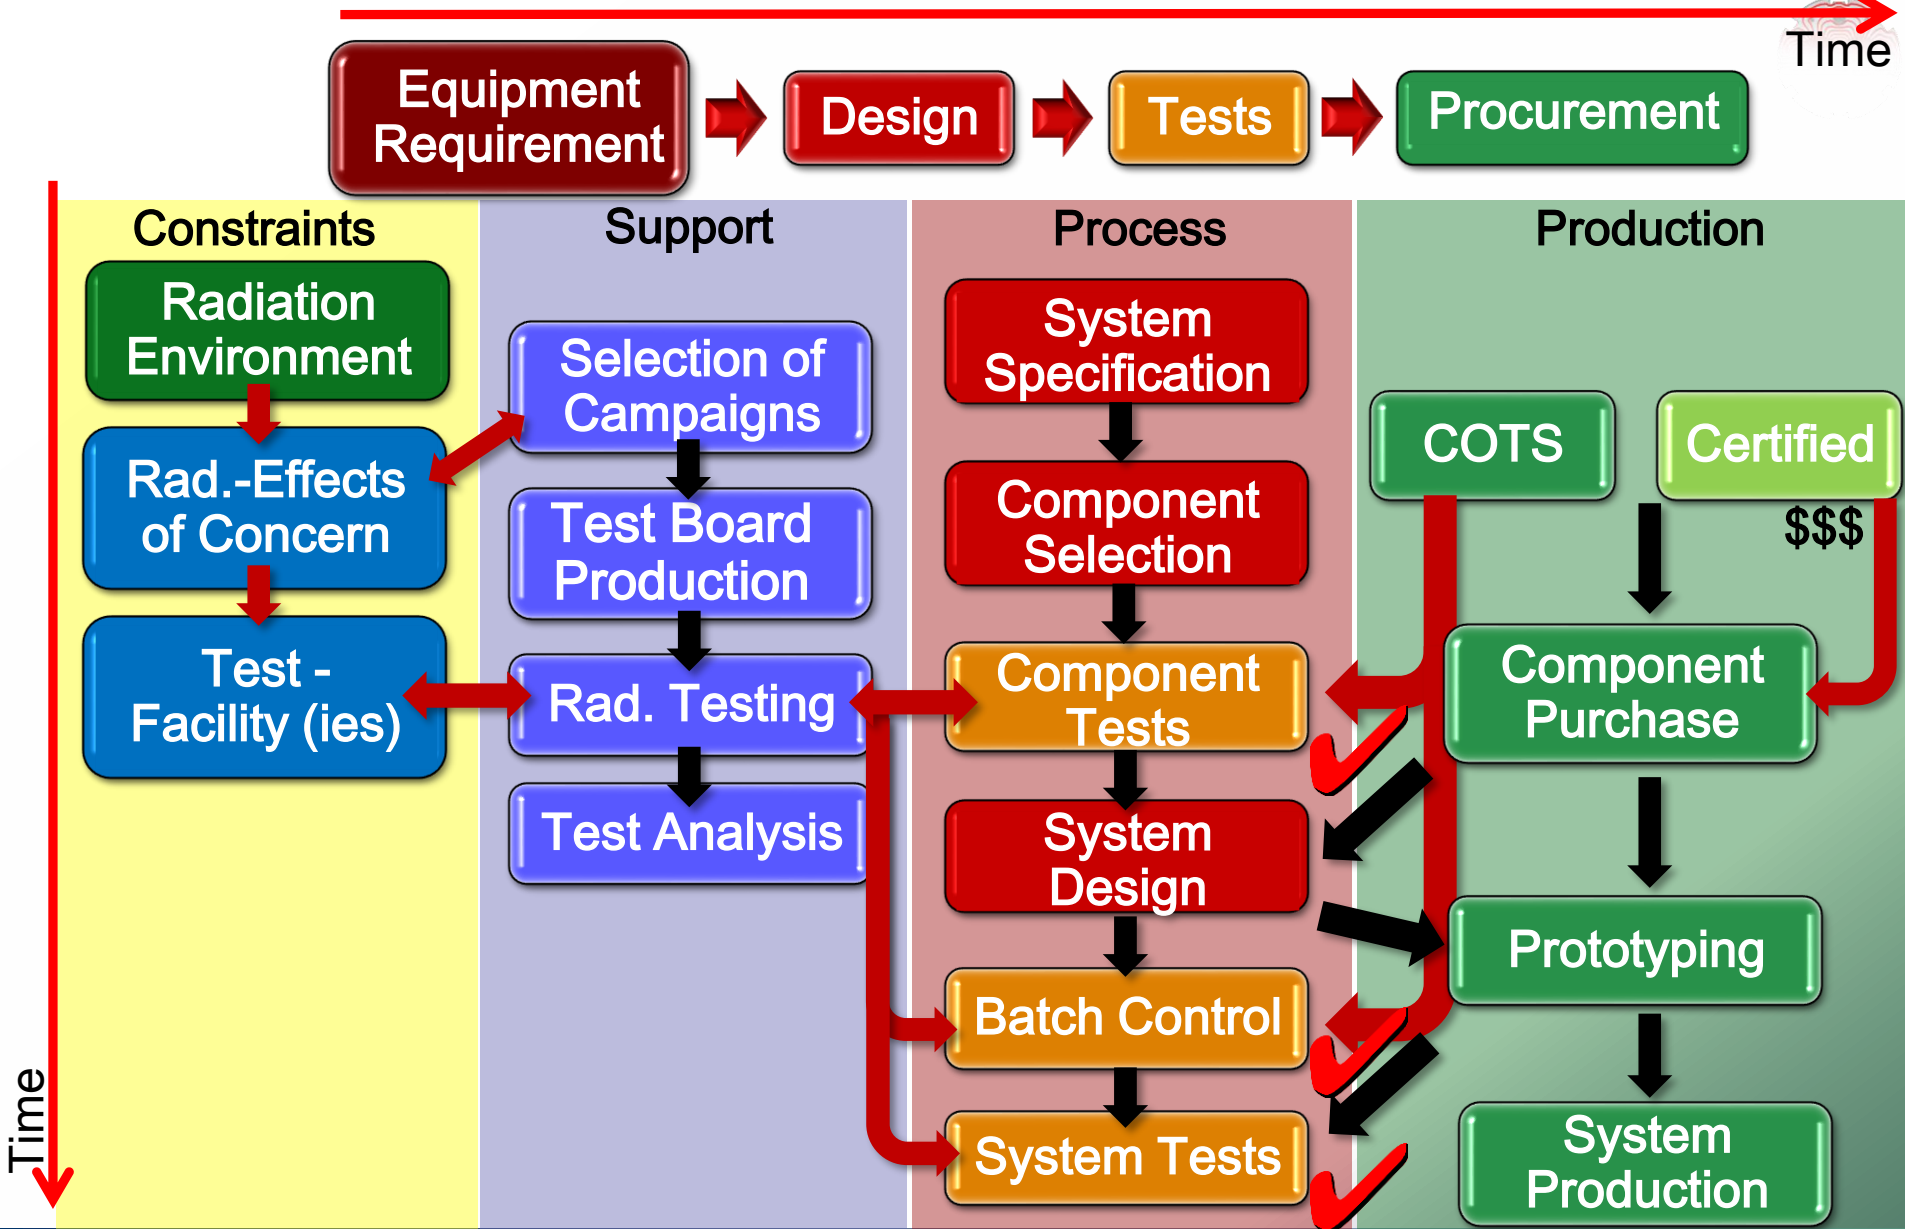 Time
Equipment
Requirement
Design
Tests
Procurement
Constraints
Support
Process
Production
Radiation
Environment
Rad.-Effects
of Concern
Test -
Facility (ies)
Selection of
Campaigns
Test Board
Production
Rad. Testing
Test Analysis
System
Specification
Component
Selection
Component
Tests
System
Design
Batch Control
System Tests
COTS
Certified
$$$
Component
Purchase
Prototyping
System
Production
Time